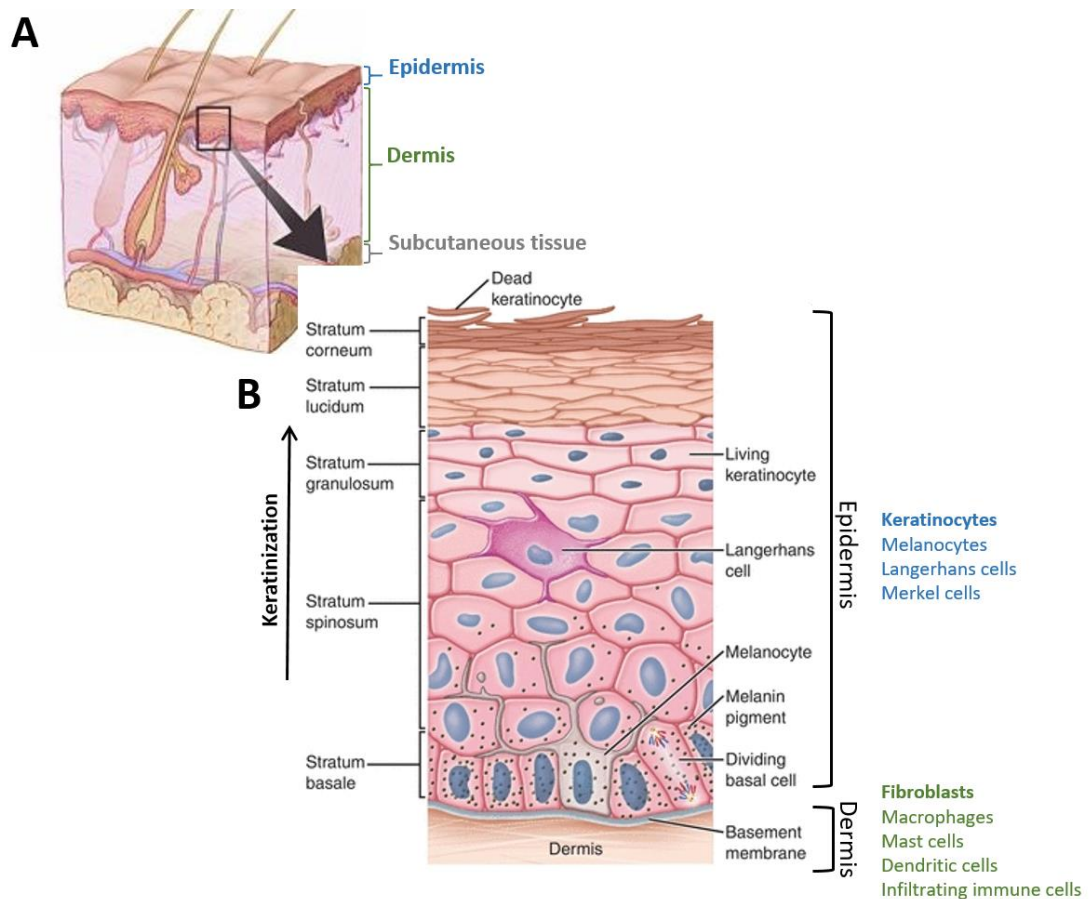 A
Epidermis
Dermis
Subcutaneous tissue
B
Dead
keratinocyte
Stratum
corneum
Stratum
lucidum
Stratum
granulosum
Stratum
spinosum
Stratum
basale
Keratinization
Living
keratinocyte
Langerhans
cell
Melanocyte
Melanin
pigment
Dividing
basal cell
Basement
membrane
Dermis
Epidermis
Dermis
Keratinocytes
Melanocytes
Langerhans cells
Merkel cells
Fibroblasts
Macrophages
Mast cells
Dendritic cells
Infiltrating immune cells